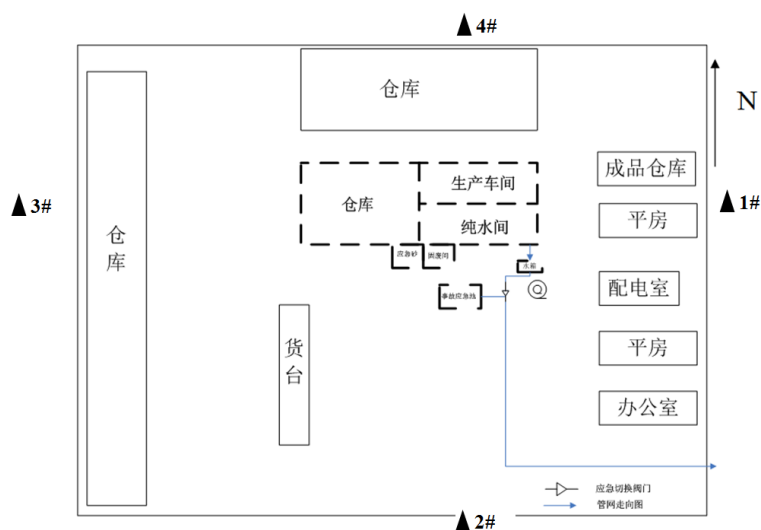 4#
仓库
N
成品仓库
生产车间
仓库
3#
1#
平房
纯水间
仓库
应急砂
固废间
水箱
配电室
事故应急池
货台
平房
办公室
应急切换阀门
管网走向图
2#